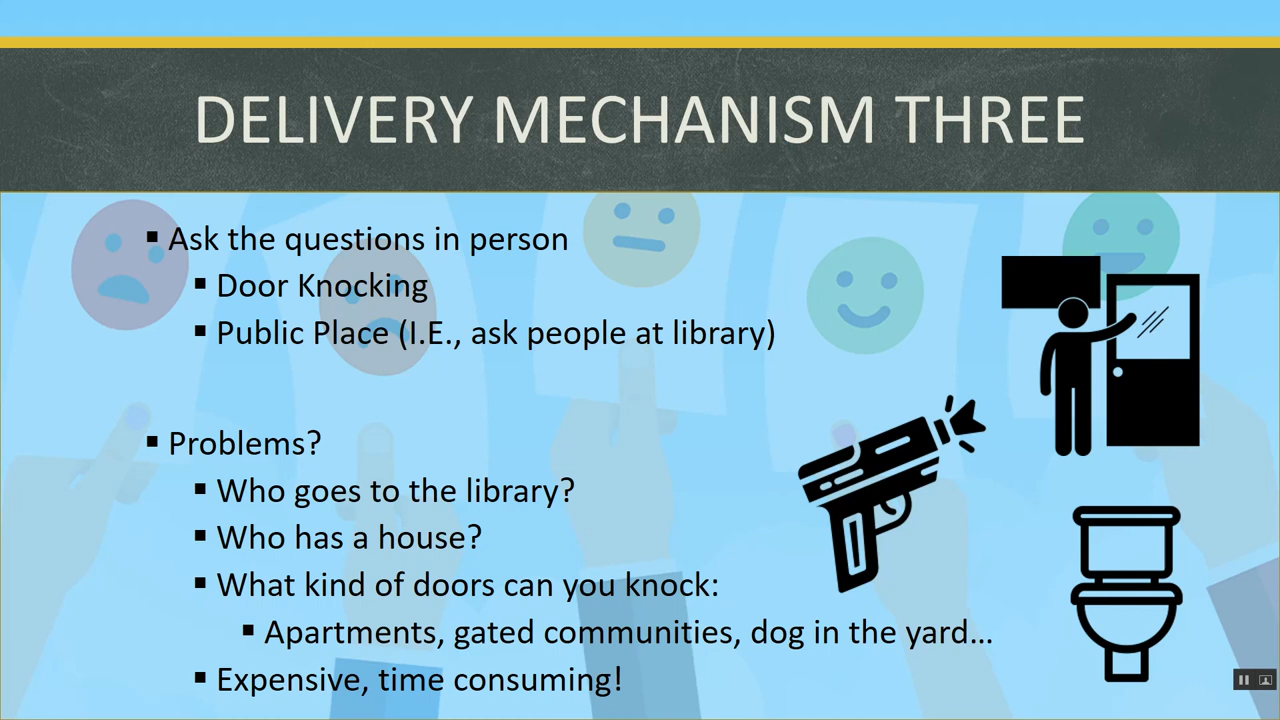 DELIVERY MECHANISM THREE
▪ Ask the questions in person
▪ Door Knocking
▪ Public Place (I.E., ask people at library)
▪ Problems?
▪ Who goes to the library?
▪ Who has a house?
▪ What kind of doors can you knock:
▪ Apartments, gated communities, dog in the yard…
▪ Expensive, time consuming!